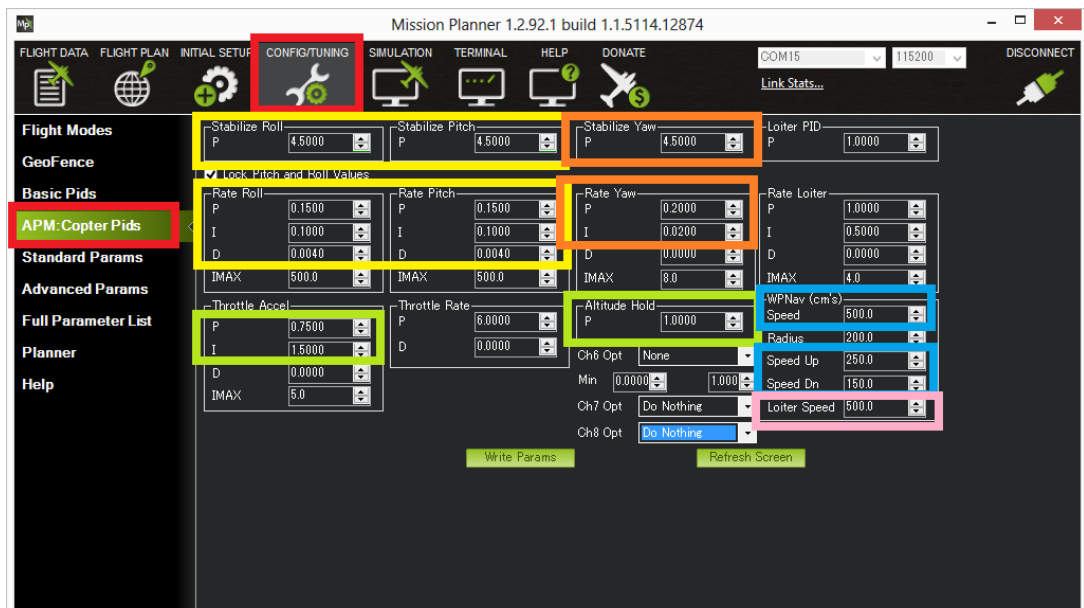 Mp
Mission Planner 1.2.92.1 build 1.1.5114.12874
FLIGHT DATA FLIGHT PLAN INITIAL SETUP CONFIG/TUNING SIMULATION TERMINAL HELP DONATE COM15 115200 DISCONNECT
Link Stats...
Flight Modes
GeoFence
Basic Pids
APM:Copter Pids
Standard Params
Advanced Params
Full Parameter List
Planner
Help
Stabilize Roll
P 4.5000
Stabilize Pitch
P 4.5000
Stabilize Yaw
P 4.5000
Loiter PID
P 1.0000
Lock Pitch and Roll Values
Rate Roll
P 0.1500
I 0.1000
D 0.0040
IMAX 500.0
Rate Pitch
P 0.1500
I 0.1000
D 0.0040
IMAX 500.0
Rate Yaw
P 0.2000
I 0.0200
D 0.0000
IMAX 8.0
Rate Loiter
P 1.0000
I 0.5000
D 0.0000
IMAX 4.0
Throttle Accel
P 0.7500
I 1.5000
D 0.0000
IMAX 5.0
Throttle Rate
P 6.0000
D 0.0000
Altitude Hold
P 1.0000
Ch6 Opt None
Min 0.0000 1.000
Ch7 Opt Do Nothing
Ch8 Opt Do Nothing
WPNav (cm's)
Speed 500.0
Radius 200.0
Speed Up 250.0
Speed Dn 150.0
Loiter Speed 500.0
Write Params
Refresh Screen